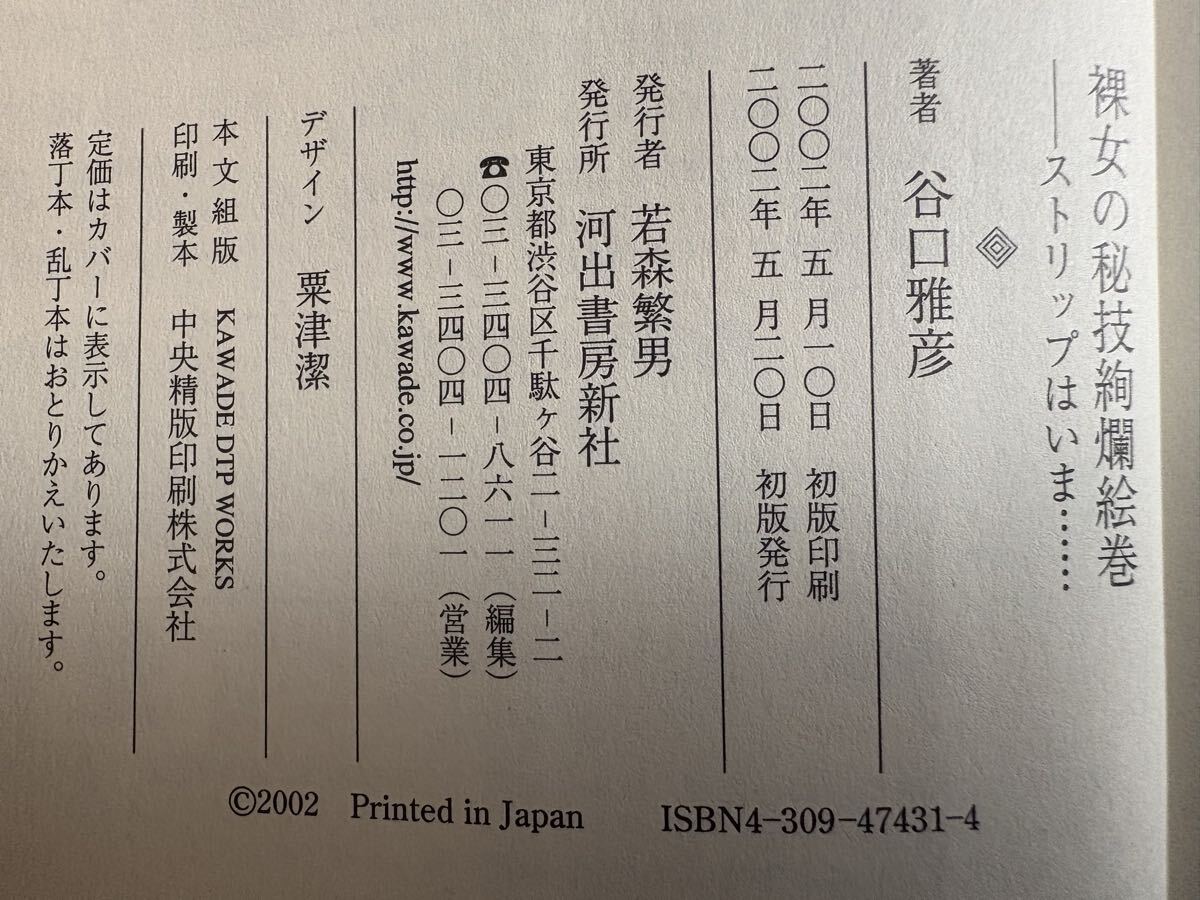 裸女の秘技絢爛絵巻
――ストリップはいま……
著者　谷口雅彦
二〇〇二年　五　月一〇日　初版印刷
二〇〇二年　五　月二〇日　初版発行
発行者　若森繁男
発行所　河出書房新社
東京都渋谷区千駄ヶ谷二−三二−二
☎〇三−三四〇四−八六一一（編集）
〇三−三四〇四−一二〇一（営業）
http://www.kawade.co.jp/
デザイン　粟津潔
本文組版　KAWADE DTP WORKS
印刷・製本　中央精版印刷株式会社
定価はカバーに表示してあります。
落丁本・乱丁本はおとりかえいたします。
©2002　Printed in Japan　ISBN4-309-47431-4